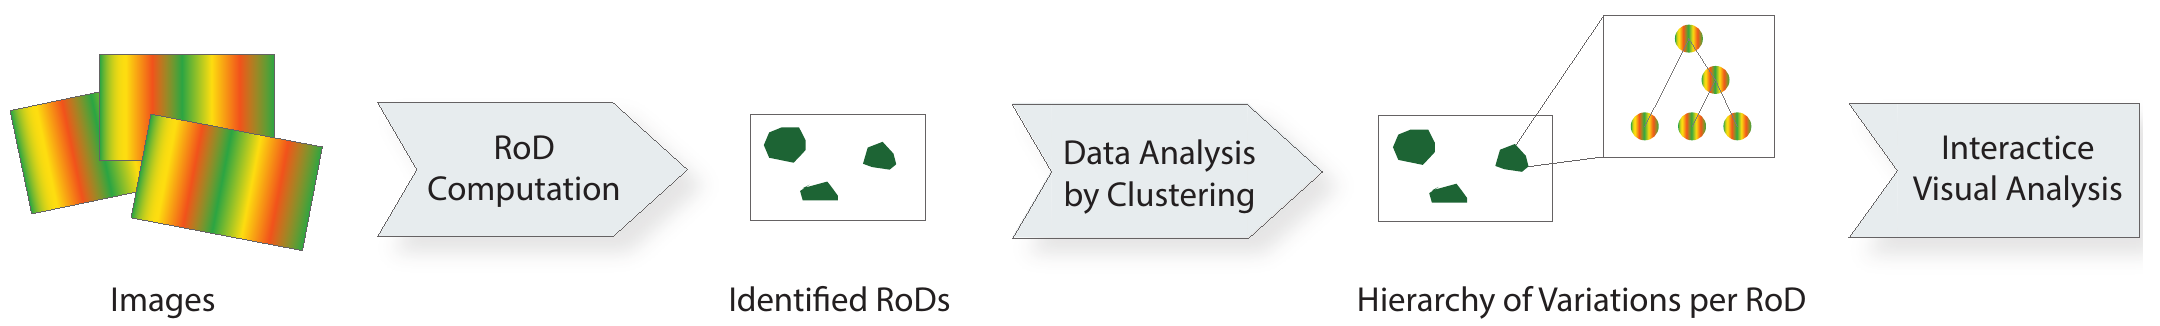 RoD
Computation
Data Analysis
by Clustering
Interactice
Visual Analysis
Images
Identified RoDs
Hierarchy of Variations per RoD